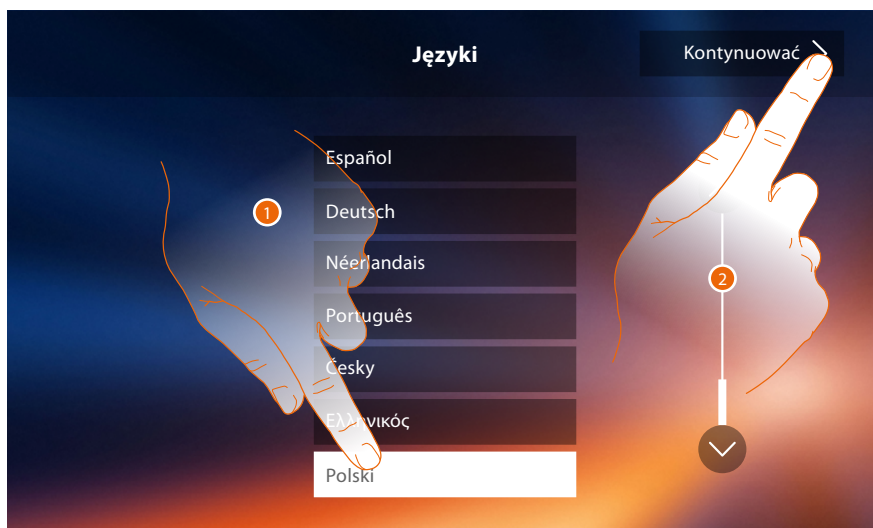 Języki
Kontynuować
Español
1
Deutsch
Néerlandais
2
Português
Česky
Ελληνικός
Polski